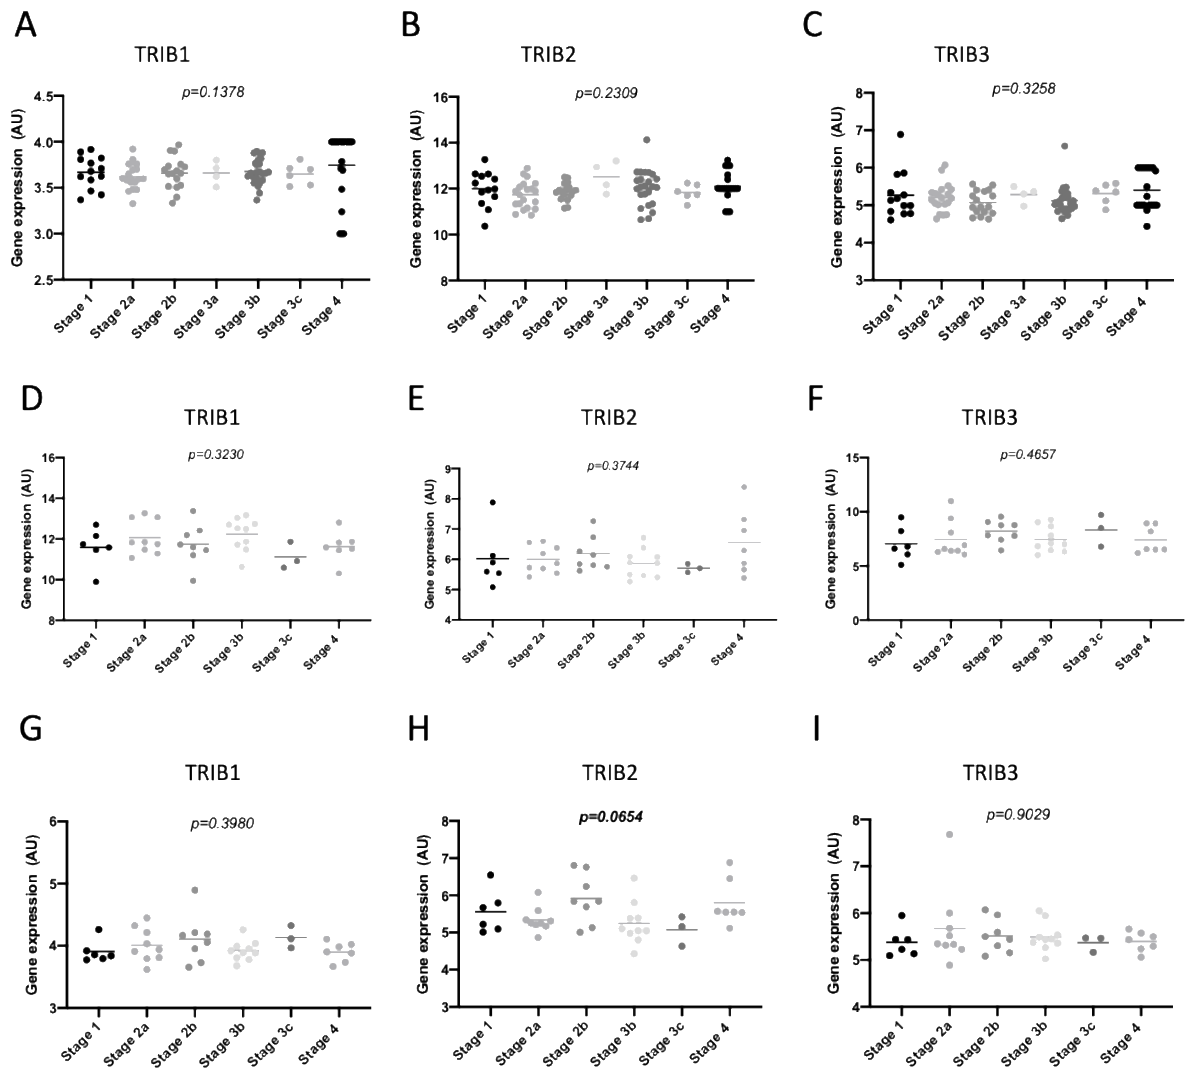 A
TRIB1
p=0.1378
Gene expression (AU)
4.5
4.0
3.5
3.0
2.5
Stage 1
Stage 2a
Stage 2b
Stage 3a
Stage 3b
Stage 3c
Stage 4
B
TRIB2
p=0.2309
Gene expression (AU)
16
14
12
10
8
Stage 1
Stage 2a
Stage 2b
Stage 3a
Stage 3b
Stage 3c
Stage 4
C
TRIB3
p=0.3258
Gene expression (AU)
8
7
6
5
4
3
Stage 1
Stage 2a
Stage 2b
Stage 3a
Stage 3b
Stage 3c
Stage 4
D
TRIB1
p=0.3230
Gene expression (AU)
16
14
12
10
8
Stage 1
Stage 2a
Stage 2b
Stage 3b
Stage 3c
Stage 4
E
TRIB2
p=0.3744
Gene expression (AU)
9
8
7
6
5
4
Stage 1
Stage 2a
Stage 2b
Stage 3b
Stage 3c
Stage 4
F
TRIB3
p=0.4657
Gene expression (AU)
15
10
5
0
Stage 1
Stage 2a
Stage 2b
Stage 3b
Stage 3c
Stage 4
G
TRIB1
p=0.3980
Gene expression (AU)
6
5
4
3
Stage 1
Stage 2a
Stage 2b
Stage 3b
Stage 3c
Stage 4
H
TRIB2
p=0.0654
Gene expression (AU)
8
7
6
5
4
3
Stage 1
Stage 2a
Stage 2b
Stage 3b
Stage 3c
Stage 4
I
TRIB3
p=0.9029
Gene expression (AU)
8
7
6
5
4
Stage 1
Stage 2a
Stage 2b
Stage 3b
Stage 3c
Stage 4